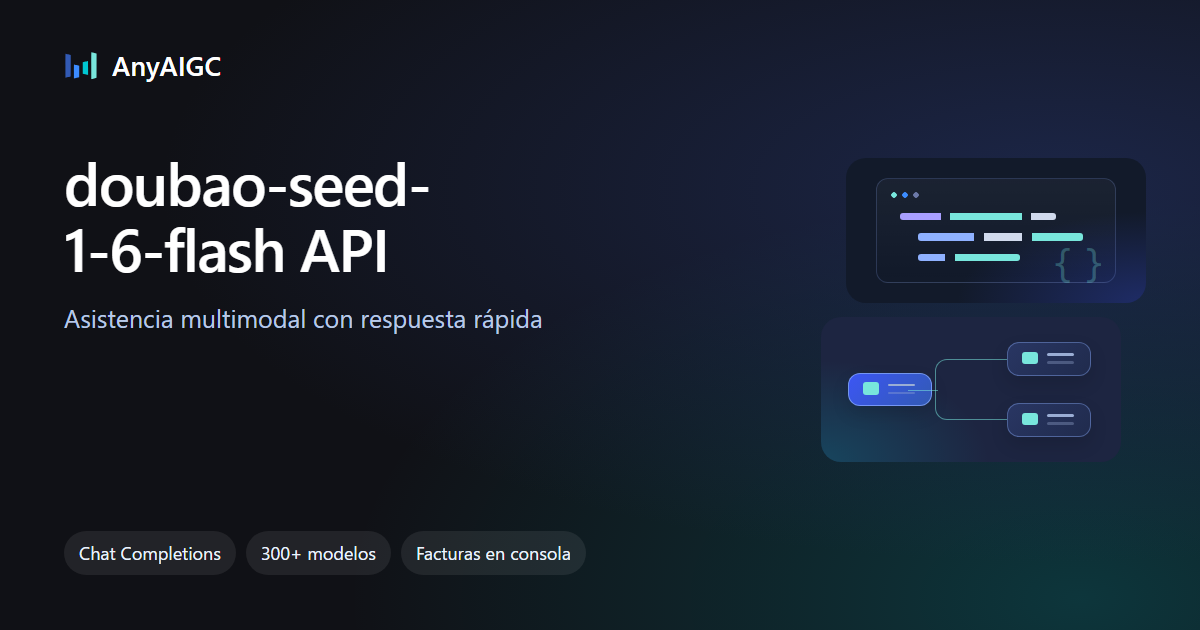 AnyAIGC
doubao-seed-
1-6-flash API
Asistencia multimodal con respuesta rápida
{ }
Chat Completions
300+ modelos
Facturas en consola